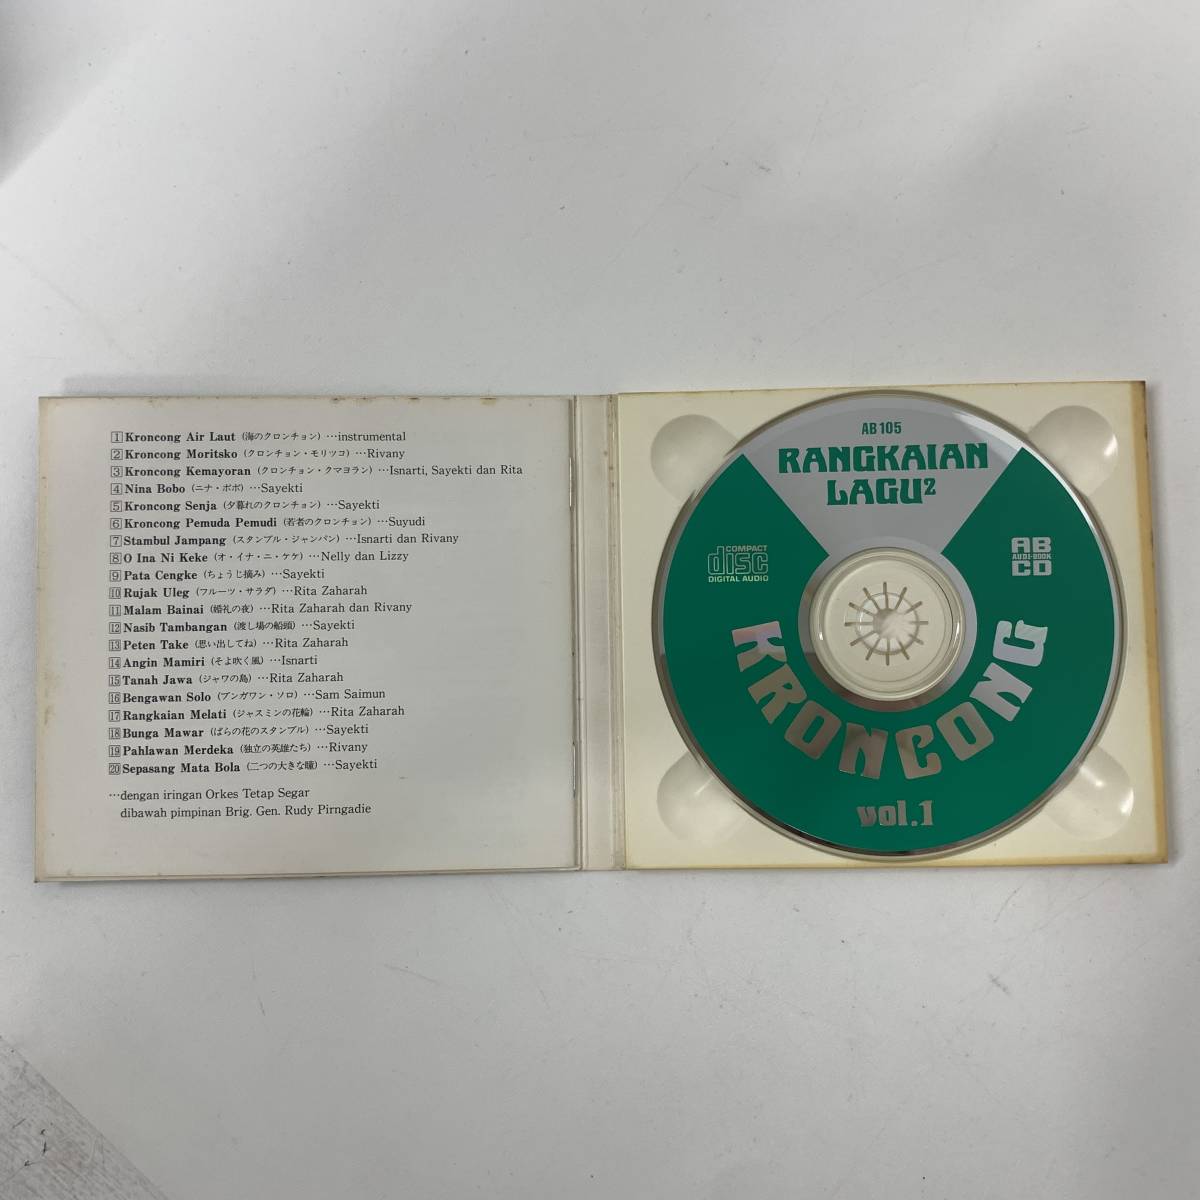 1 Kroncong Air Laut (海のクロンチョン) …instrumental
2 Kroncong Moritsko (クロンチョン・モリツコ) …Rivany
3 Kroncong Kemayoran (クロンチョン・クマヨラン) …Isnarti, Sayekti dan Rita
4 Nina Bobo (ニナ・ボボ) …Sayekti
5 Kroncong Senja (夕暮れのクロンチョン) …Sayekti
6 Kroncong Pemuda Pemudi (若者のクロンチョン) …Suyudi
7 Stambul Jampang (スタンブル・ジャンパン) …Isnarti dan Rivany
8 O Ina Ni Keke (オ・イナ・ニ・ケケ) …Nelly dan Lizzy
9 Pata Cengke (ちょうじ摘み) …Sayekti
10 Rujak Uleg (フルーツ・サラダ) …Rita Zaharah
11 Malam Bainai (婚礼の夜) …Rita Zaharah dan Rivany
12 Nasib Tambangan (渡し場の船頭) …Sayekti
13 Peten Take (思い出してね) …Rita Zaharah
14 Angin Mamiri (そよ吹く風) …Isnarti
15 Tanah Jawa (ジャワの島) …Rita Zaharah
16 Bengawan Solo (ブンガワン・ソロ) …Sam Saimun
17 Rangkaian Melati (ジャスミンの花輪) …Rita Zaharah
18 Bunga Mawar (ばらの花のスタンブル) …Sayekti
19 Pahlawan Merdeka (独立の英雄たち) …Rivany
20 Sepasang Mata Bola (二つの大きな瞳) …Sayekti
…dengan iringan Orkes Tetap Segar
dibawah pimpinan Brig. Gen. Rudy Pirngadie
AB 105
RANGKAIAN
LAGU2
COMPACT
disc
DIGITAL AUDIO
AB
AUDI-BOOK
CD
KRONCONG
vol.1